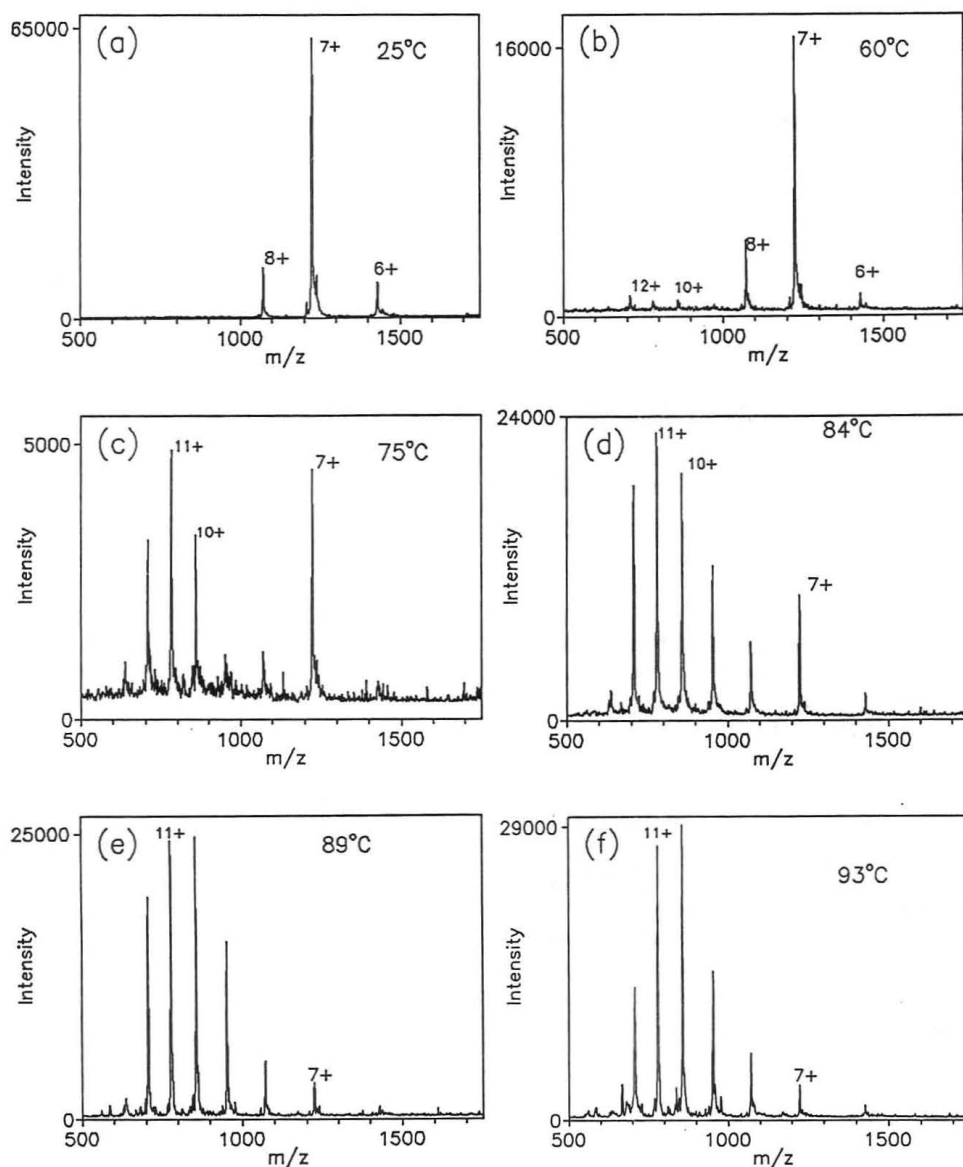 65000
(a)
7+
25°C
Intensity
8+
6+
0
500
1000
1500
m/z
16000
(b)
7+
60°C
Intensity
8+
12+
10+
6+
0
500
1000
1500
m/z
5000
(c)
11+
75°C
7+
10+
Intensity
0
500
1000
1500
m/z
24000
(d)
11+
84°C
10+
Intensity
7+
0
500
1000
1500
m/z
25000
(e)
11+
89°C
Intensity
7+
0
500
1000
1500
m/z
29000
(f)
11+
93°C
Intensity
7+
0
500
1000
1500
m/z